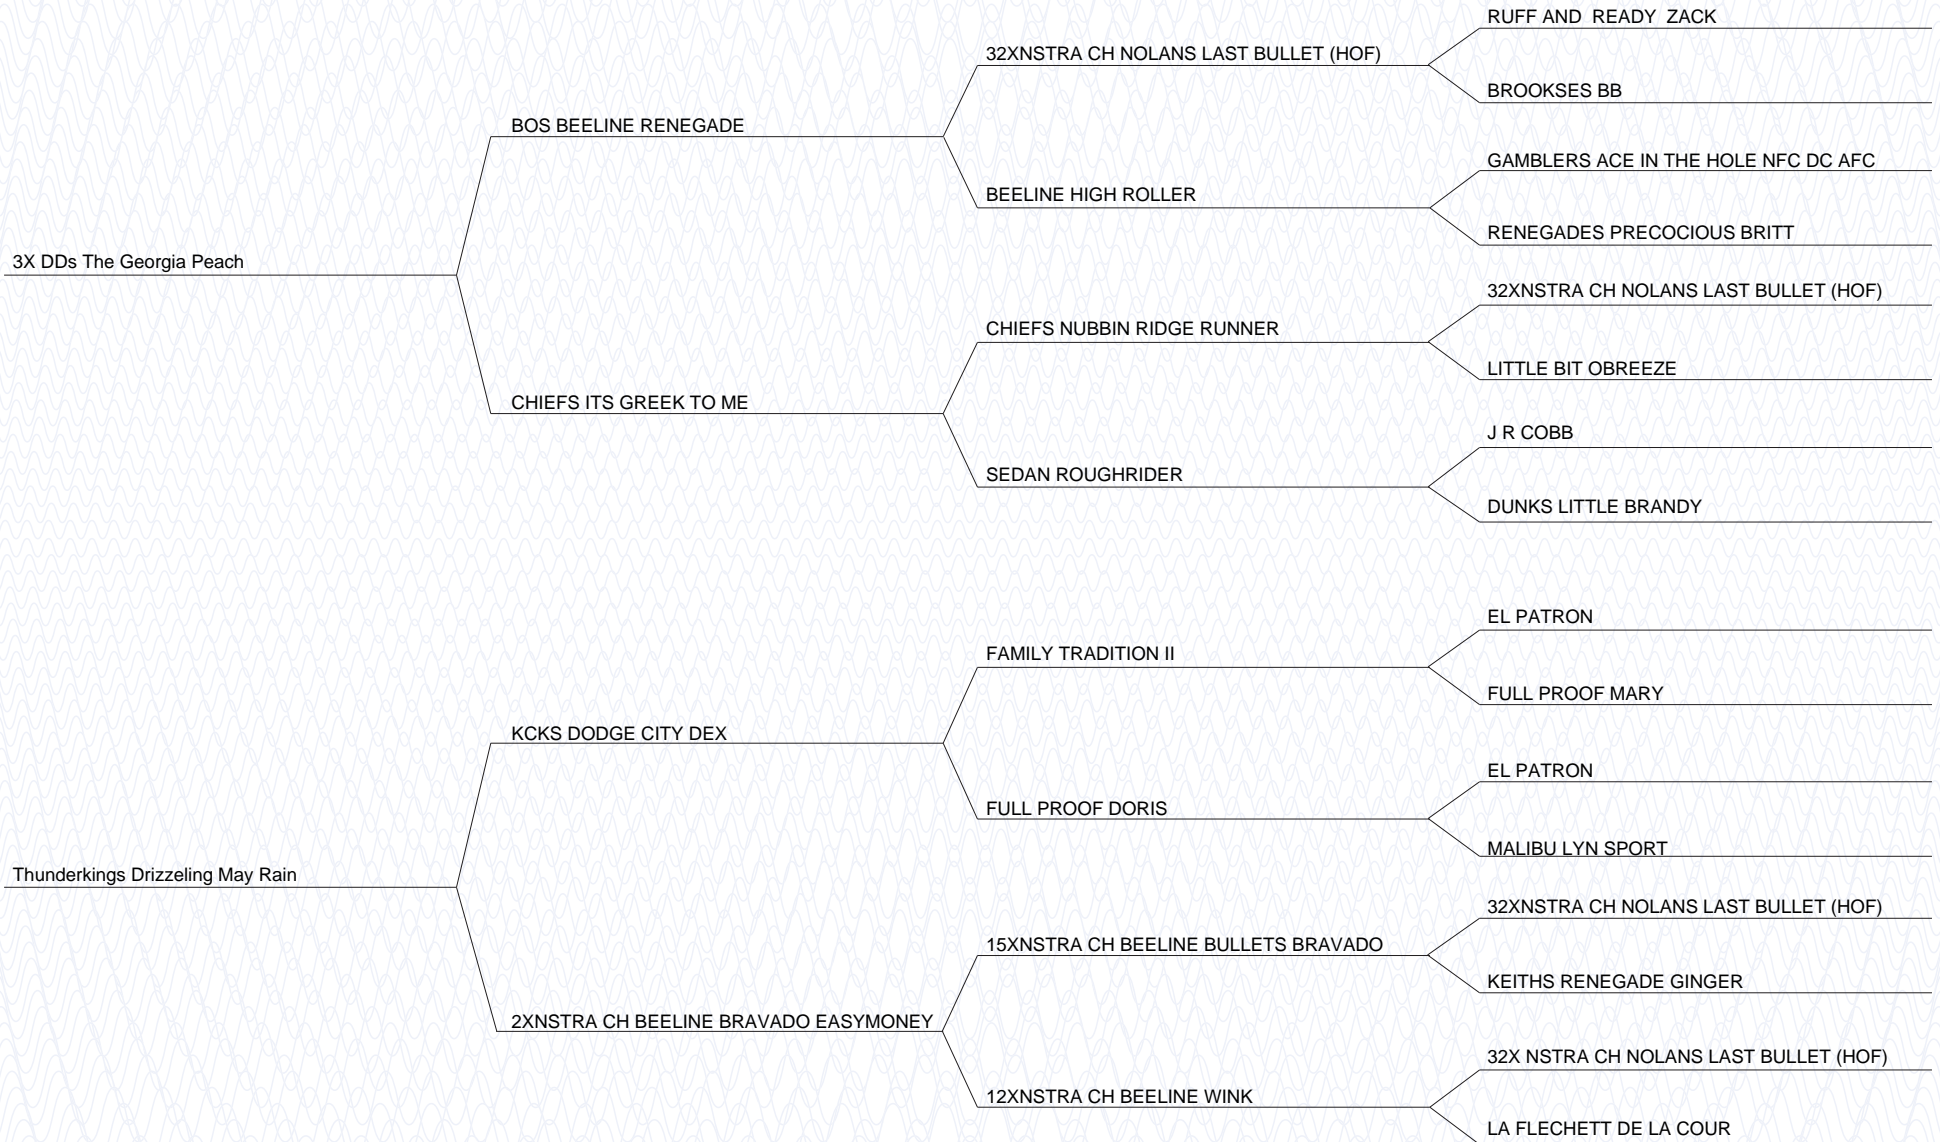 RUFF AND  READY  ZACK
32XNSTRA CH NOLANS LAST BULLET (HOF)
BROOKSES BB
BOS BEELINE RENEGADE
GAMBLERS ACE IN THE HOLE NFC DC AFC
BEELINE HIGH ROLLER
RENEGADES PRECOCIOUS BRITT
3X DDs The Georgia Peach
32XNSTRA CH NOLANS LAST BULLET (HOF)
CHIEFS NUBBIN RIDGE RUNNER
LITTLE BIT OBREEZE
CHIEFS ITS GREEK TO ME
J R COBB
SEDAN ROUGHRIDER
DUNKS LITTLE BRANDY
EL PATRON
FAMILY TRADITION II
FULL PROOF MARY
KCKS DODGE CITY DEX
EL PATRON
FULL PROOF DORIS
MALIBU LYN SPORT
Thunderkings Drizzeling May Rain
32XNSTRA CH NOLANS LAST BULLET (HOF)
15XNSTRA CH BEELINE BULLETS BRAVADO
KEITHS RENEGADE GINGER
2XNSTRA CH BEELINE BRAVADO EASYMONEY
32X NSTRA CH NOLANS LAST BULLET (HOF)
12XNSTRA CH BEELINE WINK
LA FLECHETT DE LA COUR